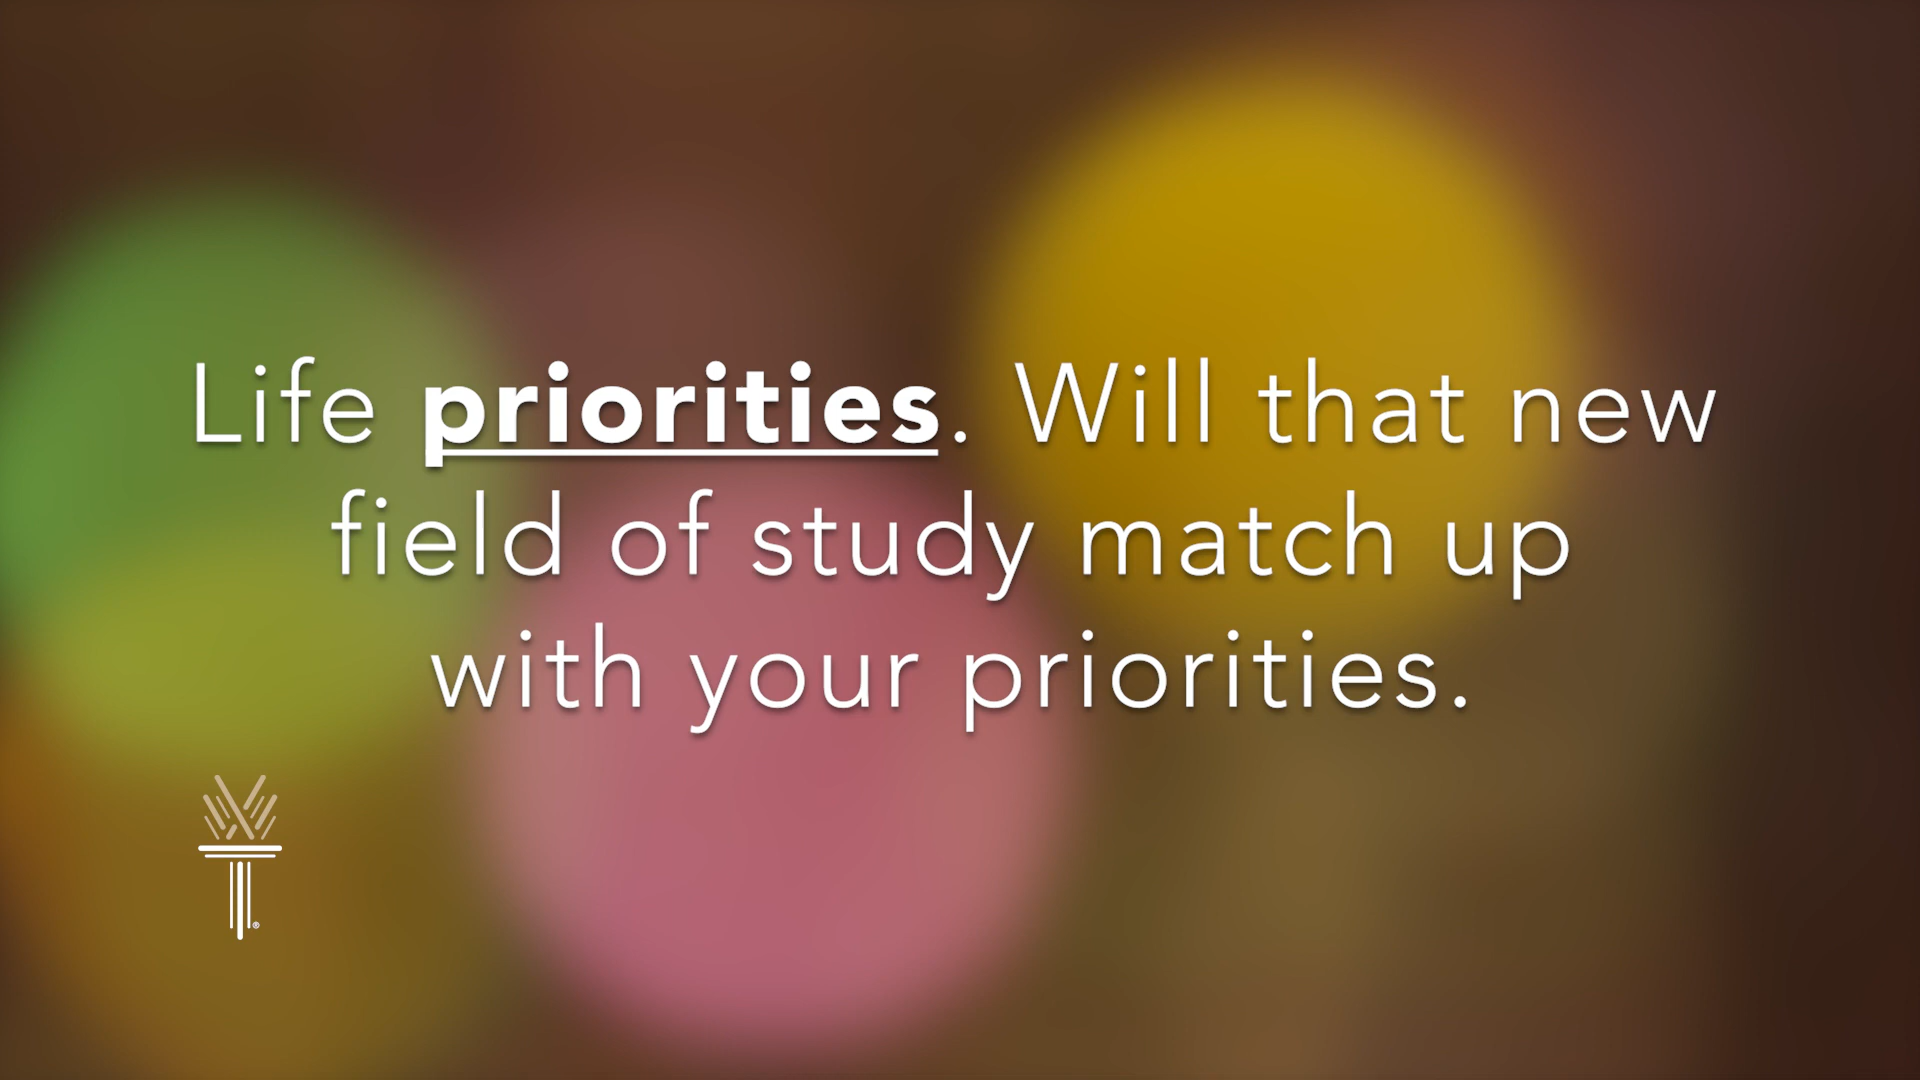 Life priorities. Will that new
field of study match up
with your priorities.